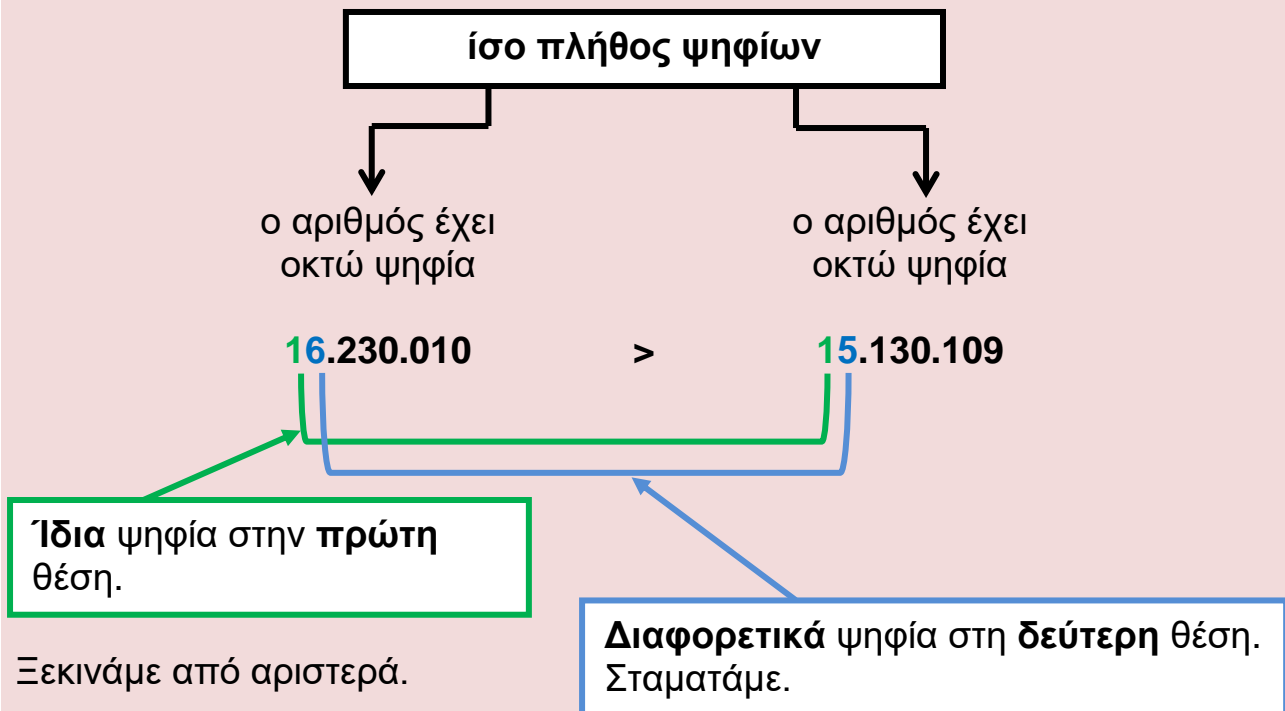 ίσο πλήθος ψηφίων
ο αριθμός έχει
οκτώ ψηφία
ο αριθμός έχει
οκτώ ψηφία
16.230.010 > 15.130.109
Ίδια ψηφία στην πρώτη
θέση.
Ξεκινάμε από αριστερά.
Διαφορετικά ψηφία στη δεύτερη θέση.
Σταματάμε.